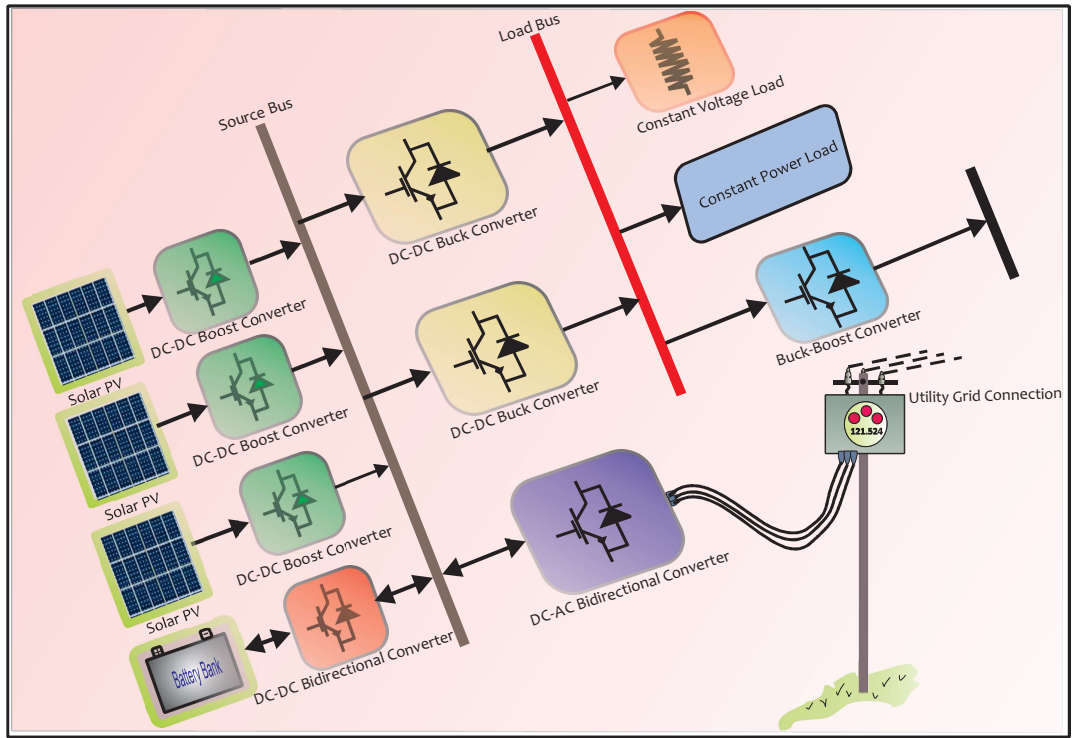 Load Bus
Constant Voltage Load
Source Bus
Constant Power Load
DC-DC Buck Converter
DC-DC Boost Converter
Buck-Boost Converter
Solar PV
DC-DC Boost Converter
DC-DC Buck Converter
Utility Grid Connection
121.524
Solar PV
DC-DC Boost Converter
DC-AC Bidirectional Converter
Solar PV
Battery Bank
DC-DC Bidirectional Converter